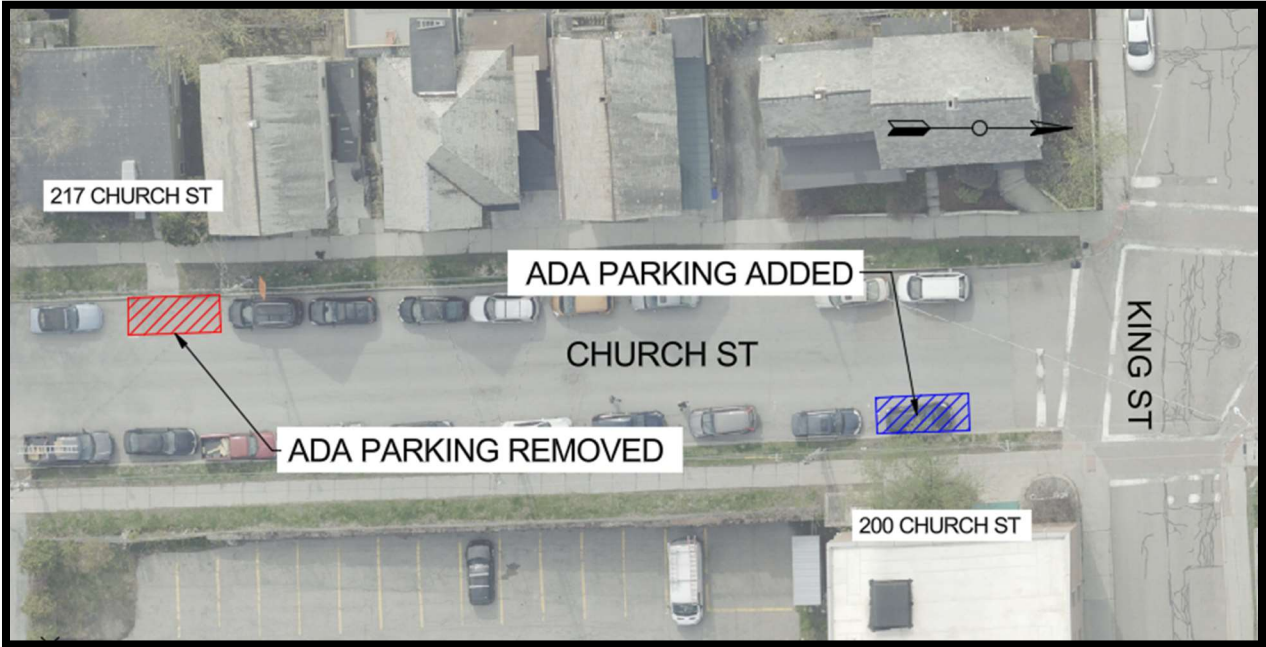 217 CHURCH ST
ADA PARKING ADDED
CHURCH ST
KING ST
ADA PARKING REMOVED
200 CHURCH ST